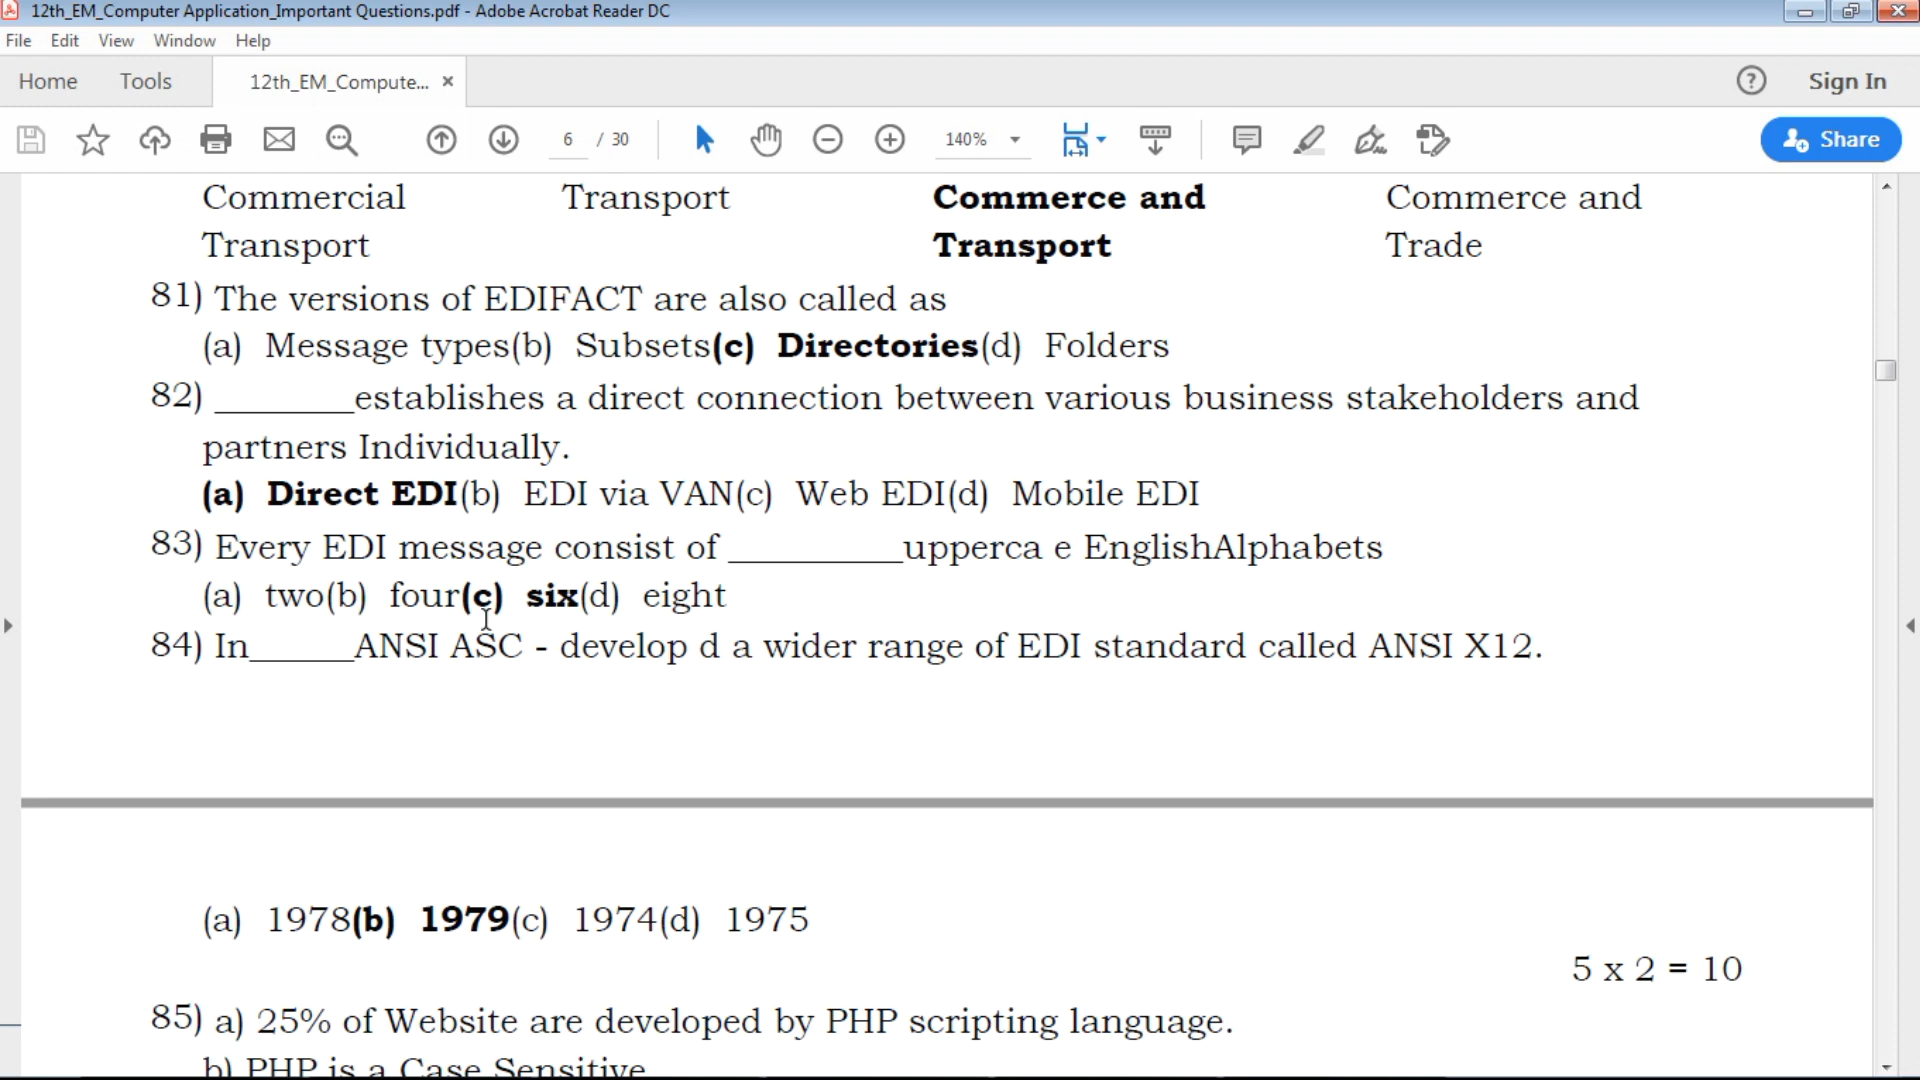 12th_EM_Computer Application_Important Questions.pdf - Adobe Acrobat Reader DC
File Edit View Window Help
Home Tools 12th_EM_Compute... × ? Sign In
6 / 30 140% Share
Commercial Transport Commerce and Commerce and
Transport Transport Trade
81) The versions of EDIFACT are also called as
(a) Message types(b) Subsets(c) Directories(d) Folders
82) ________establishes a direct connection between various business stakeholders and
partners Individually.
(a) Direct EDI(b) EDI via VAN(c) Web EDI(d) Mobile EDI
83) Every EDI message consist of __________upperca e EnglishAlphabets
(a) two(b) four(c) six(d) eight
84) In______ANSI ASC - develop d a wider range of EDI standard called ANSI X12.
(a) 1978(b) 1979(c) 1974(d) 1975
5 x 2 = 10
85) a) 25% of Website are developed by PHP scripting language.
b) PHP is a Case Sensitive